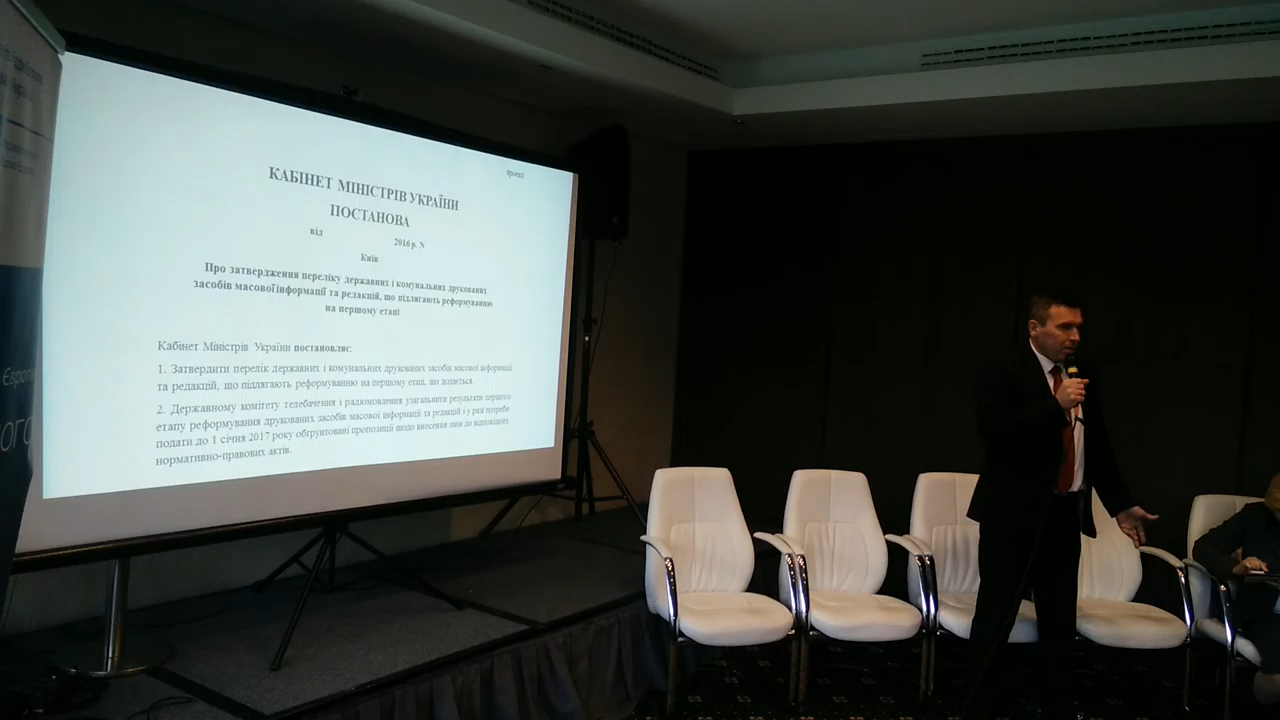 проект
КАБІНЕТ МІНІСТРІВ УКРАЇНИ
ПОСТАНОВА
від 2016 р. N
Київ
Про затвердження переліку державних і комунальних друкованих
засобів масової інформації та редакцій, що підлягають реформуванню
на першому етапі
Кабінет Міністрів України постановляє:
1. Затвердити перелік державних і комунальних друкованих засобів масової інформації
та редакцій, що підлягають реформуванню на першому етапі, що додається.
2. Державному комітету телебачення і радіомовлення узагальнити результати першого
етапу реформування друкованих засобів масової інформації та редакцій і у разі потреби
подати до 1 січня 2017 року обґрунтовані пропозиції щодо внесення змін до відповідних
нормативно-правових актів.